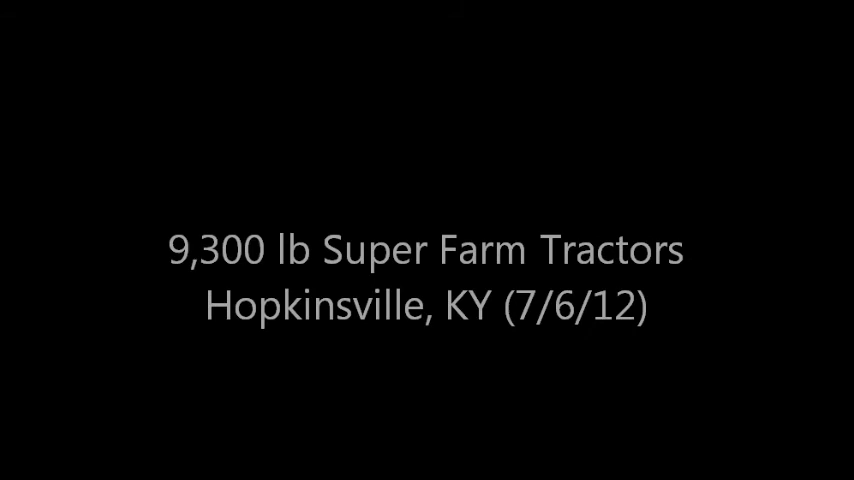 9,300 lb Super Farm Tractors
Hopkinsville, KY (7/6/12)